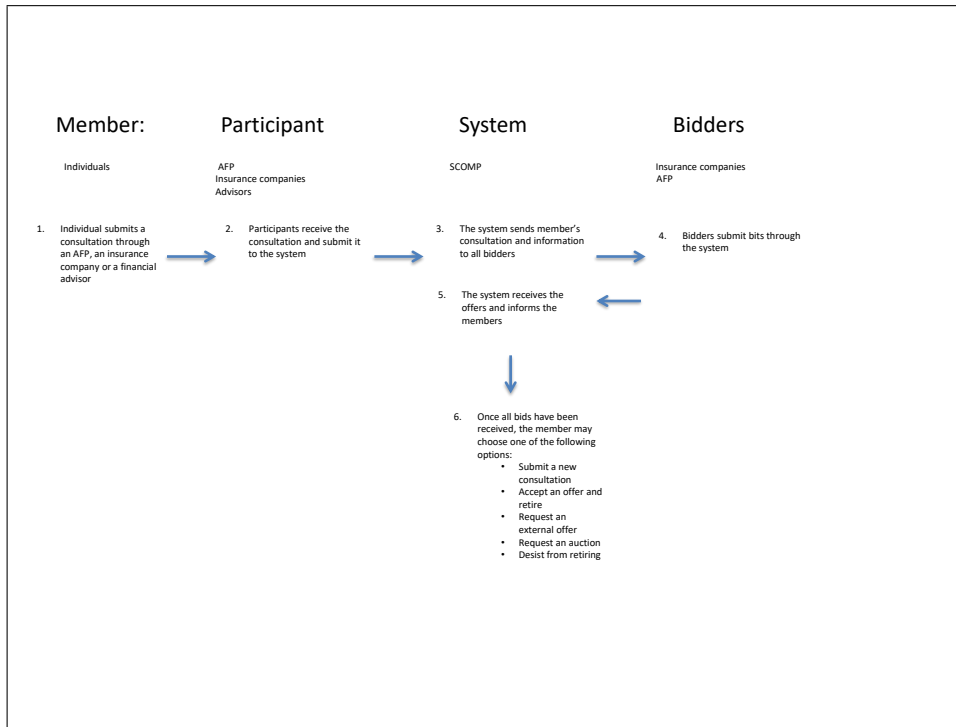 Member:
Participant
System
Bidders
Individuals
AFP
Insurance companies
Advisors
SCOMP
Insurance companies
AFP
1. Individual submits a
consultation through
an AFP, an insurance
company or a financial
advisor
2. Participants receive the
consultation and submit it
to the system
3. The system sends member’s
consultation and information
to all bidders
4. Bidders submit bits through
the system
5. The system receives the
offers and informs the
members
6. Once all bids have been
received, the member may
choose one of the following
options:
• Submit a new
consultation
• Accept an offer and
retire
• Request an
external offer
• Request an auction
• Desist from retiring